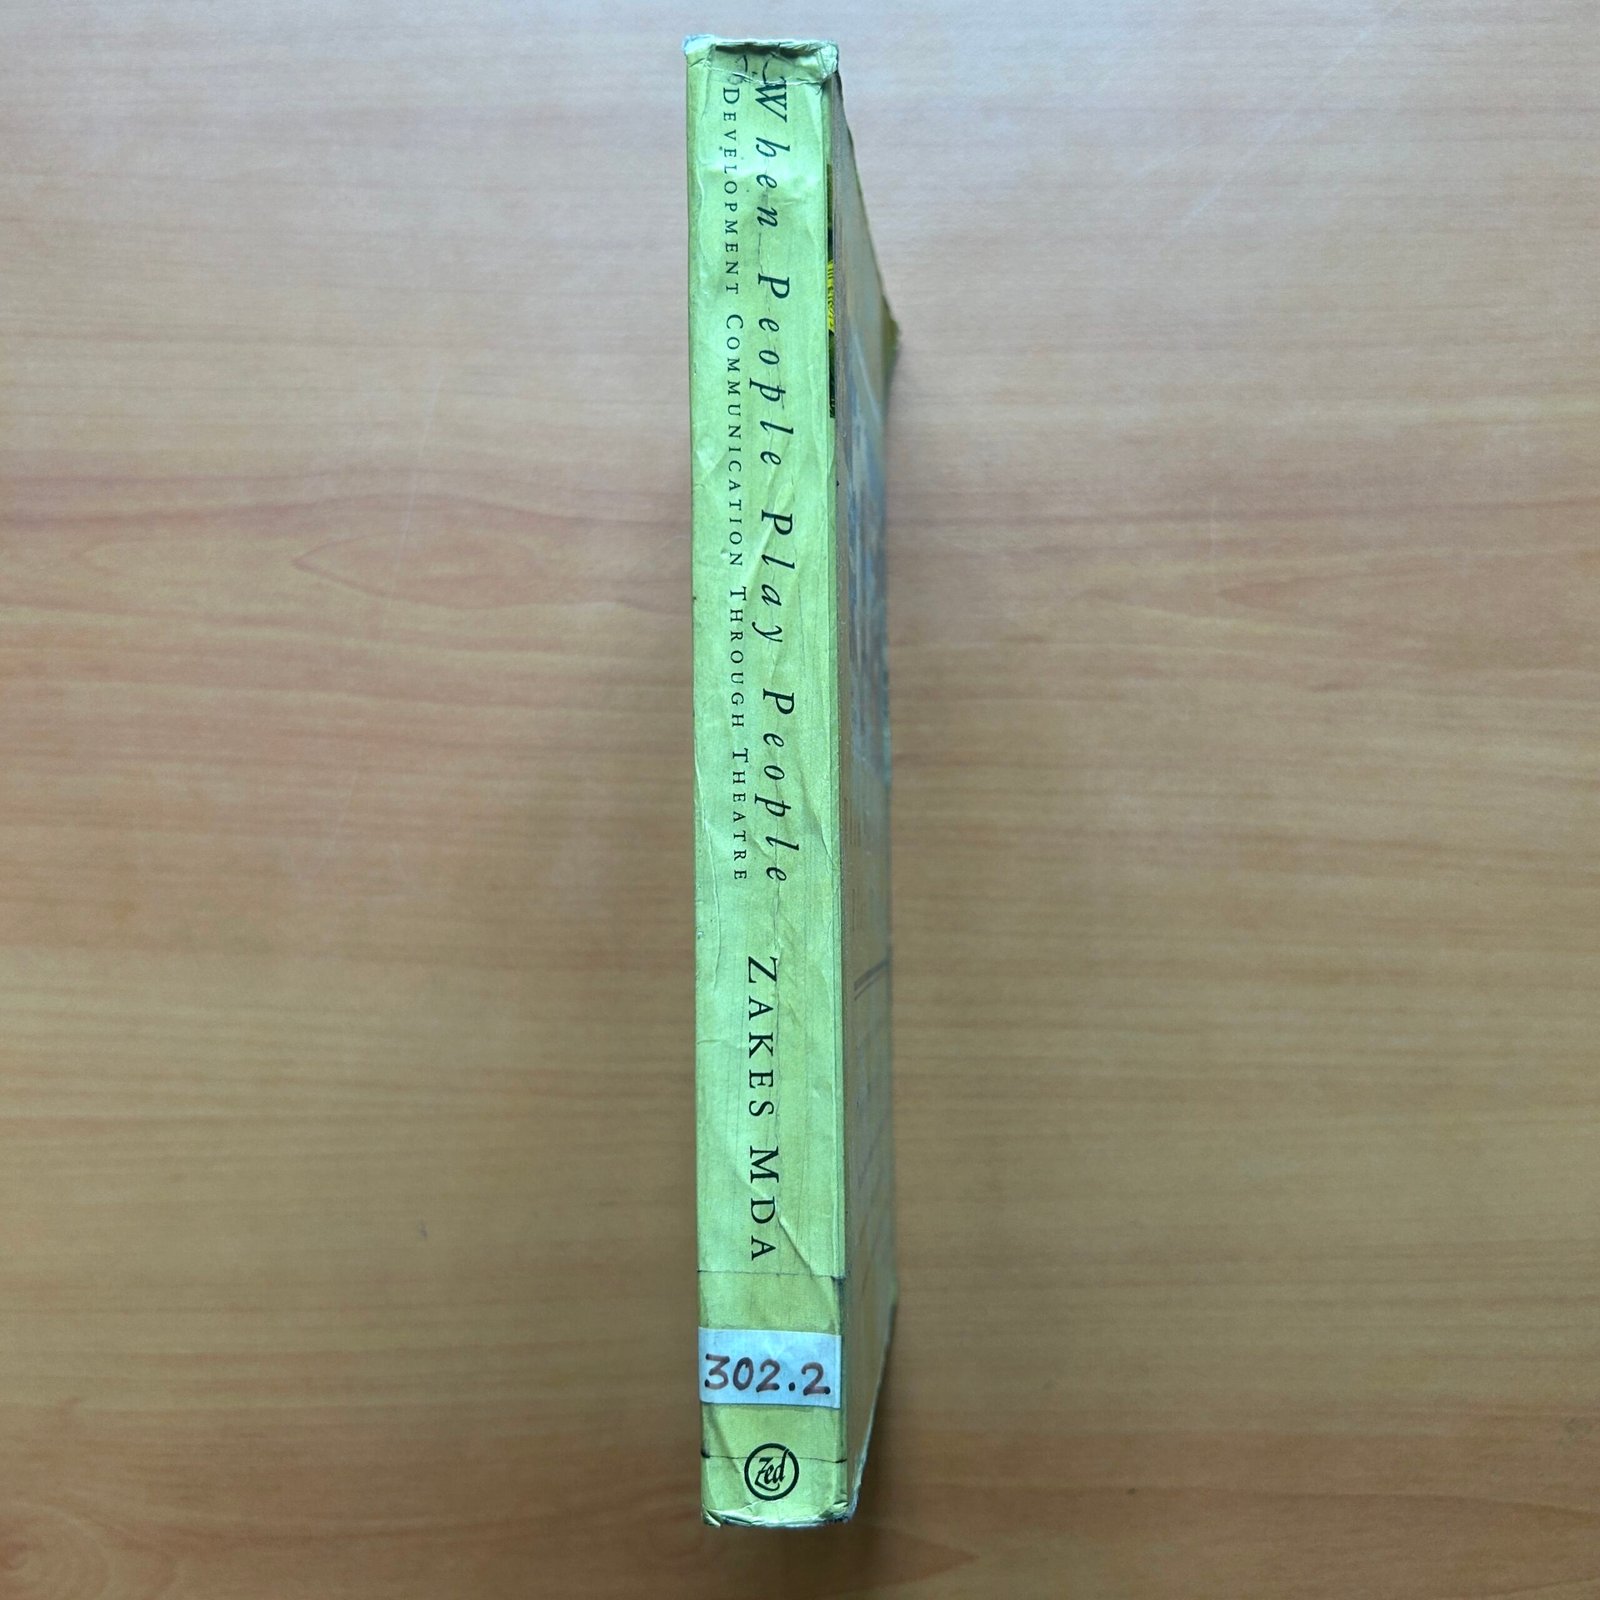 When People Play People
DEVELOPMENT COMMUNICATION THROUGH THEATRE
ZAKES MDA
302.2
Zed